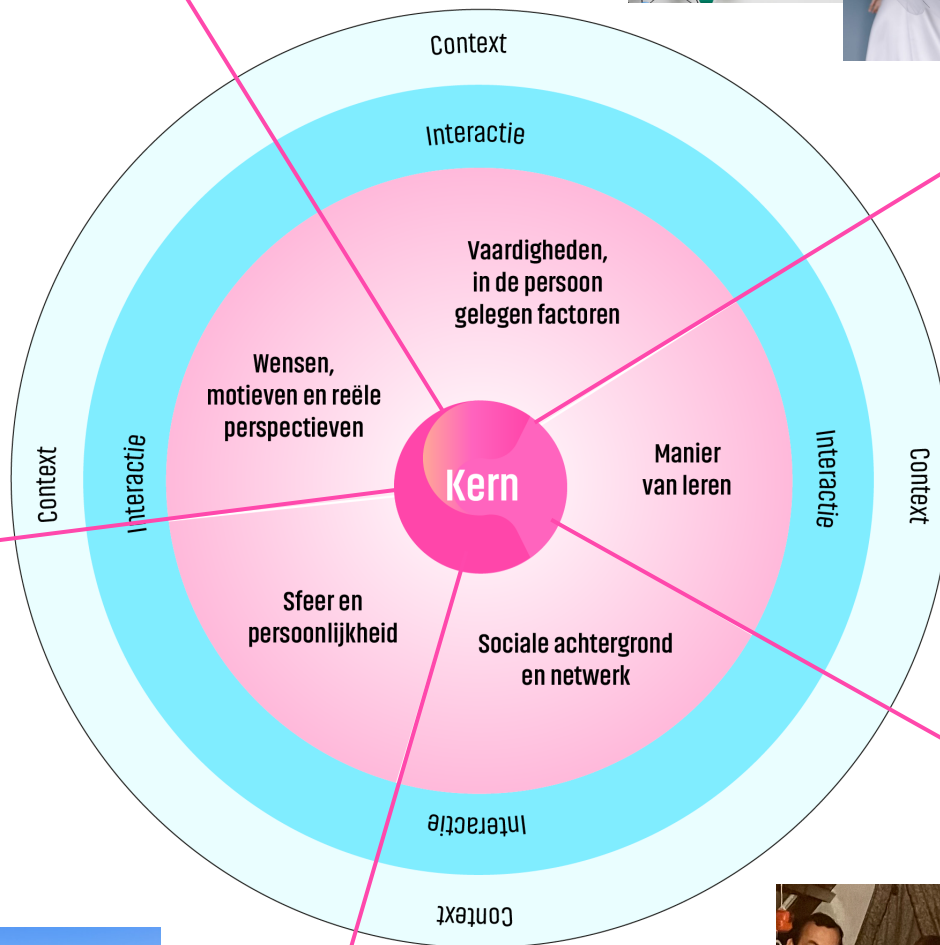 Context
Interactie
Vaardigheden,
in de persoon
gelegen factoren
Wensen,
motieven en reële
perspectieven
Manier
van leren
Kern
Context
Interactie
Interactie
Context
Sfeer en
persoonlijkheid
Sociale achtergrond
en netwerk
Interactie
Context